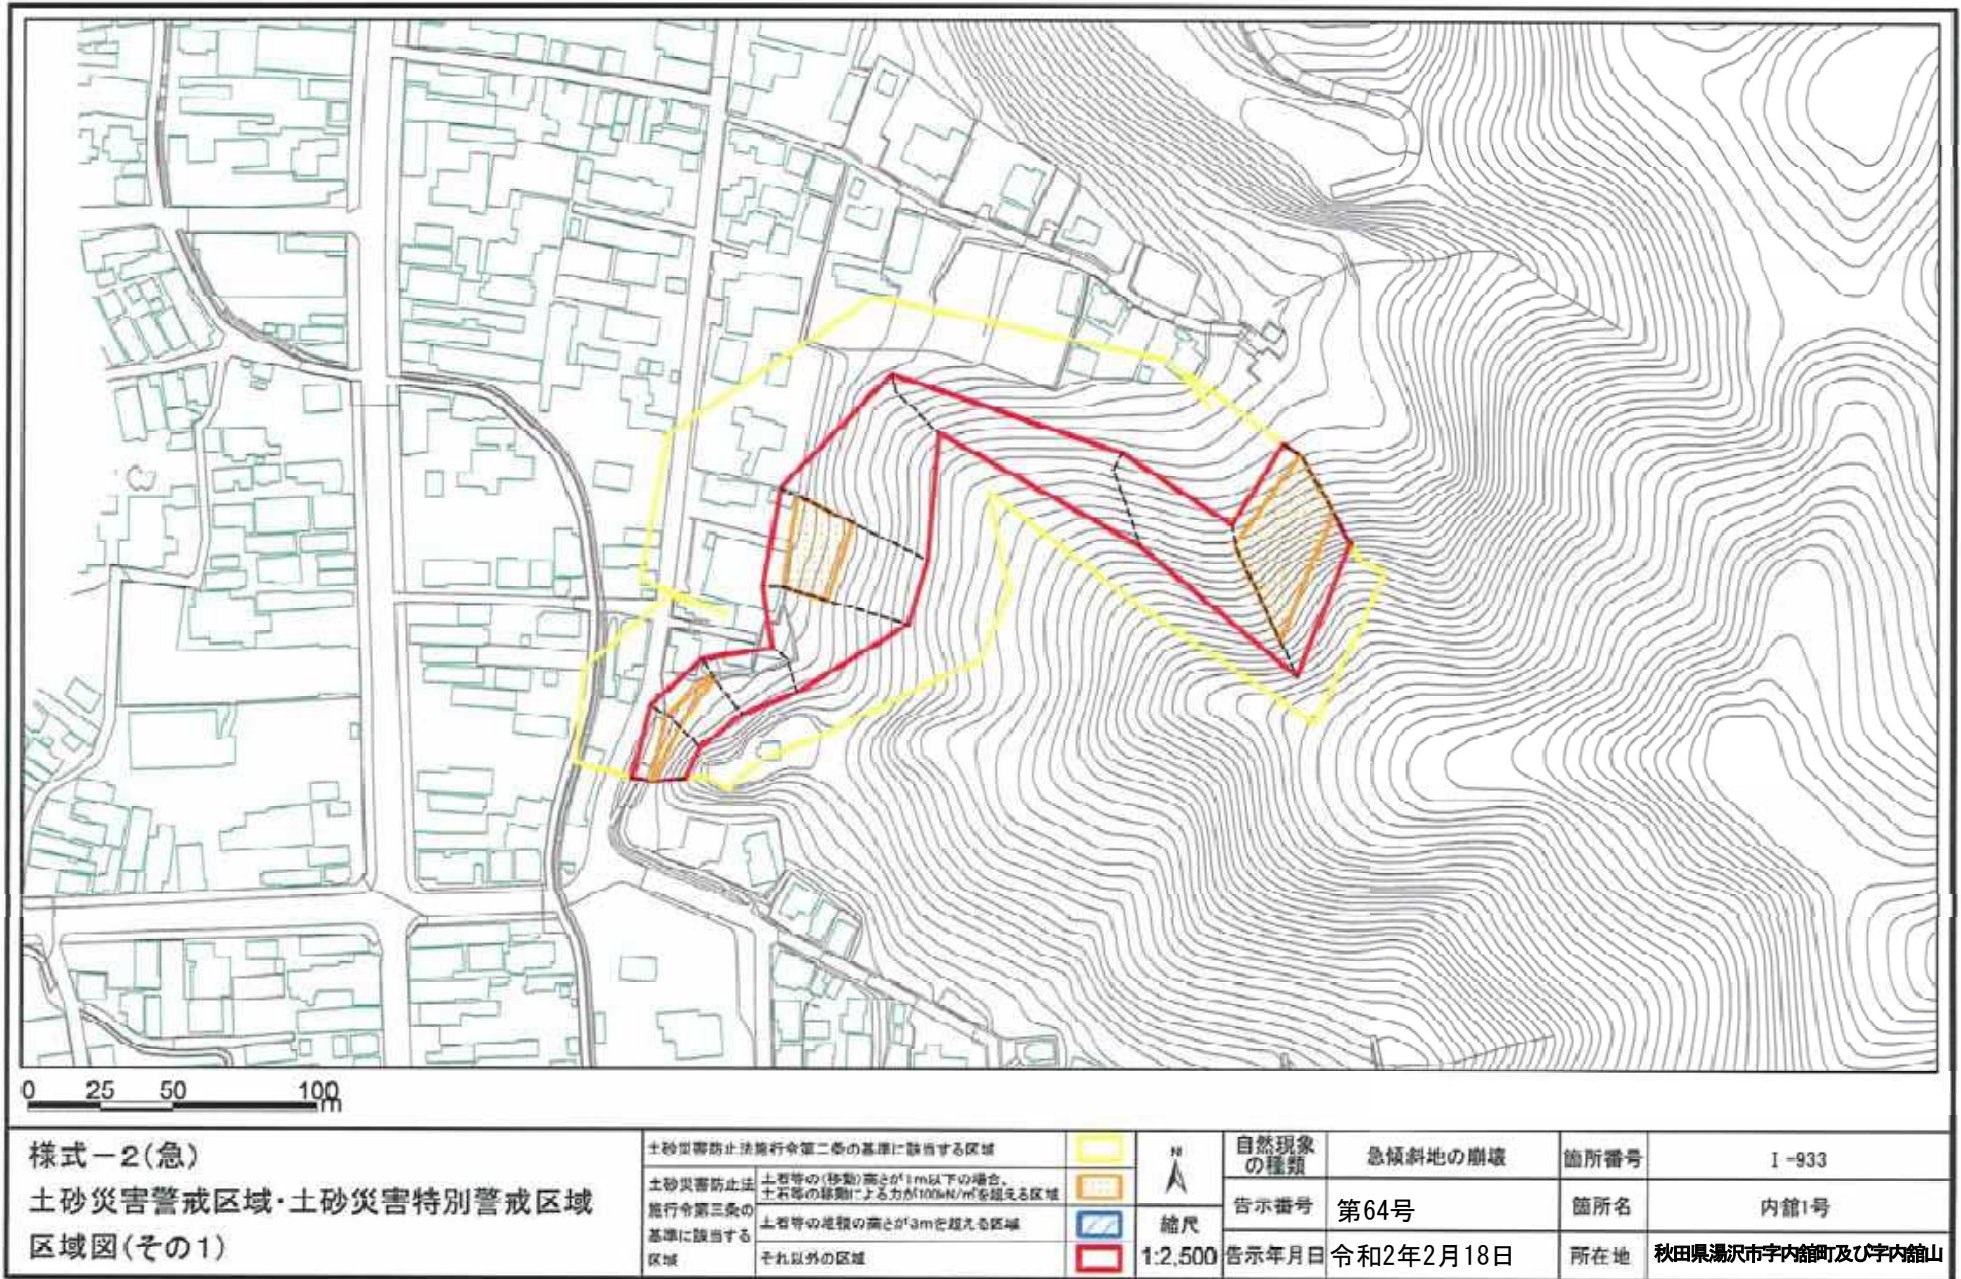 0 25 50 100
m
様式-2(急)
土砂災害警戒区域・土砂災害特別警戒区域
区域図(その1)
土砂災害防止法施行令第二条の基準に該当する区域
土砂災害防止法
施行令第三条の
基準に該当する
区域
土石等の(移動)高さが1m以下の場合、
土石等の移動による力が100kN/㎡を超える区域
土石等の堆積の高さが3mを超える区域
それ以外の区域
N
縮尺
1:2,500
自然現象
の種類
急傾斜地の崩壊
箇所番号
I-933
告示番号
第64号
箇所名
内舘1号
告示年月日
令和2年2月18日
所在地
秋田県湯沢市字内舘町及び字内舘山